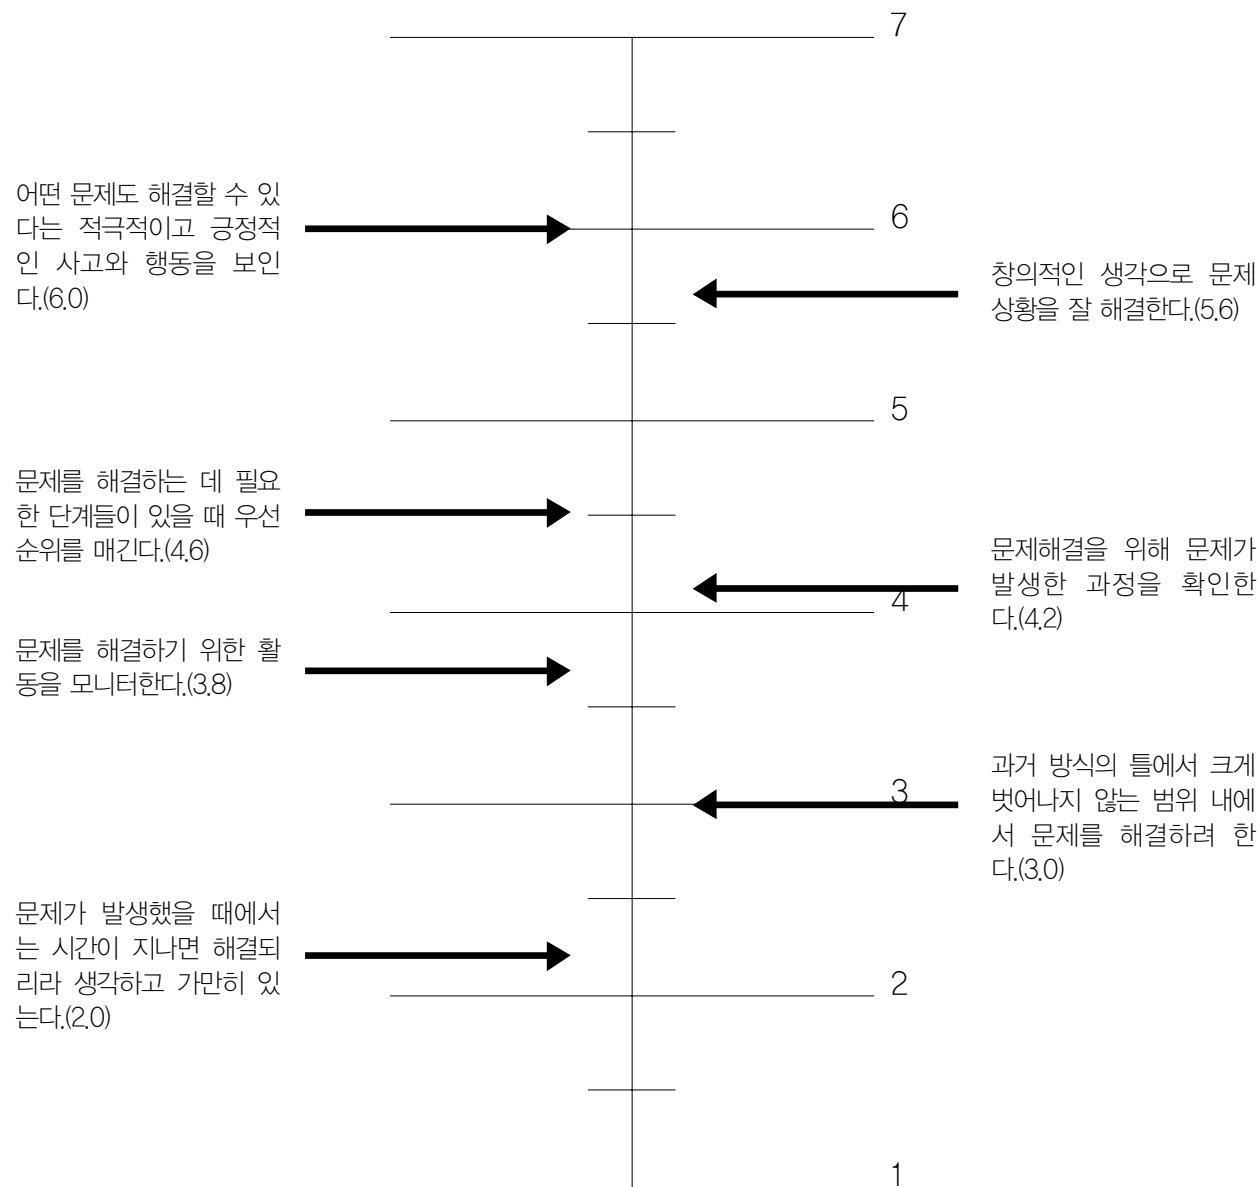 7
어떤 문제도 해결할 수 있
다는 적극적이고 긍정적
인 사고와 행동을 보인
다.(6.0)
6
창의적인 생각으로 문제
상황을 잘 해결한다.(5.6)
5
문제를 해결하는 데 필요
한 단계들이 있을 때 우선
순위를 매긴다.(4.6)
문제해결을 위해 문제가
발생한 과정을 확인한
다.(4.2)
4
문제를 해결하기 위한 활
동을 모니터한다.(3.8)
과거 방식의 틀에서 크게
벗어나지 않는 범위 내에
서 문제를 해결하려 한
다.(3.0)
3
문제가 발생했을 때에서
는 시간이 지나면 해결되
리라 생각하고 가만히 있
는다.(2.0)
2
1